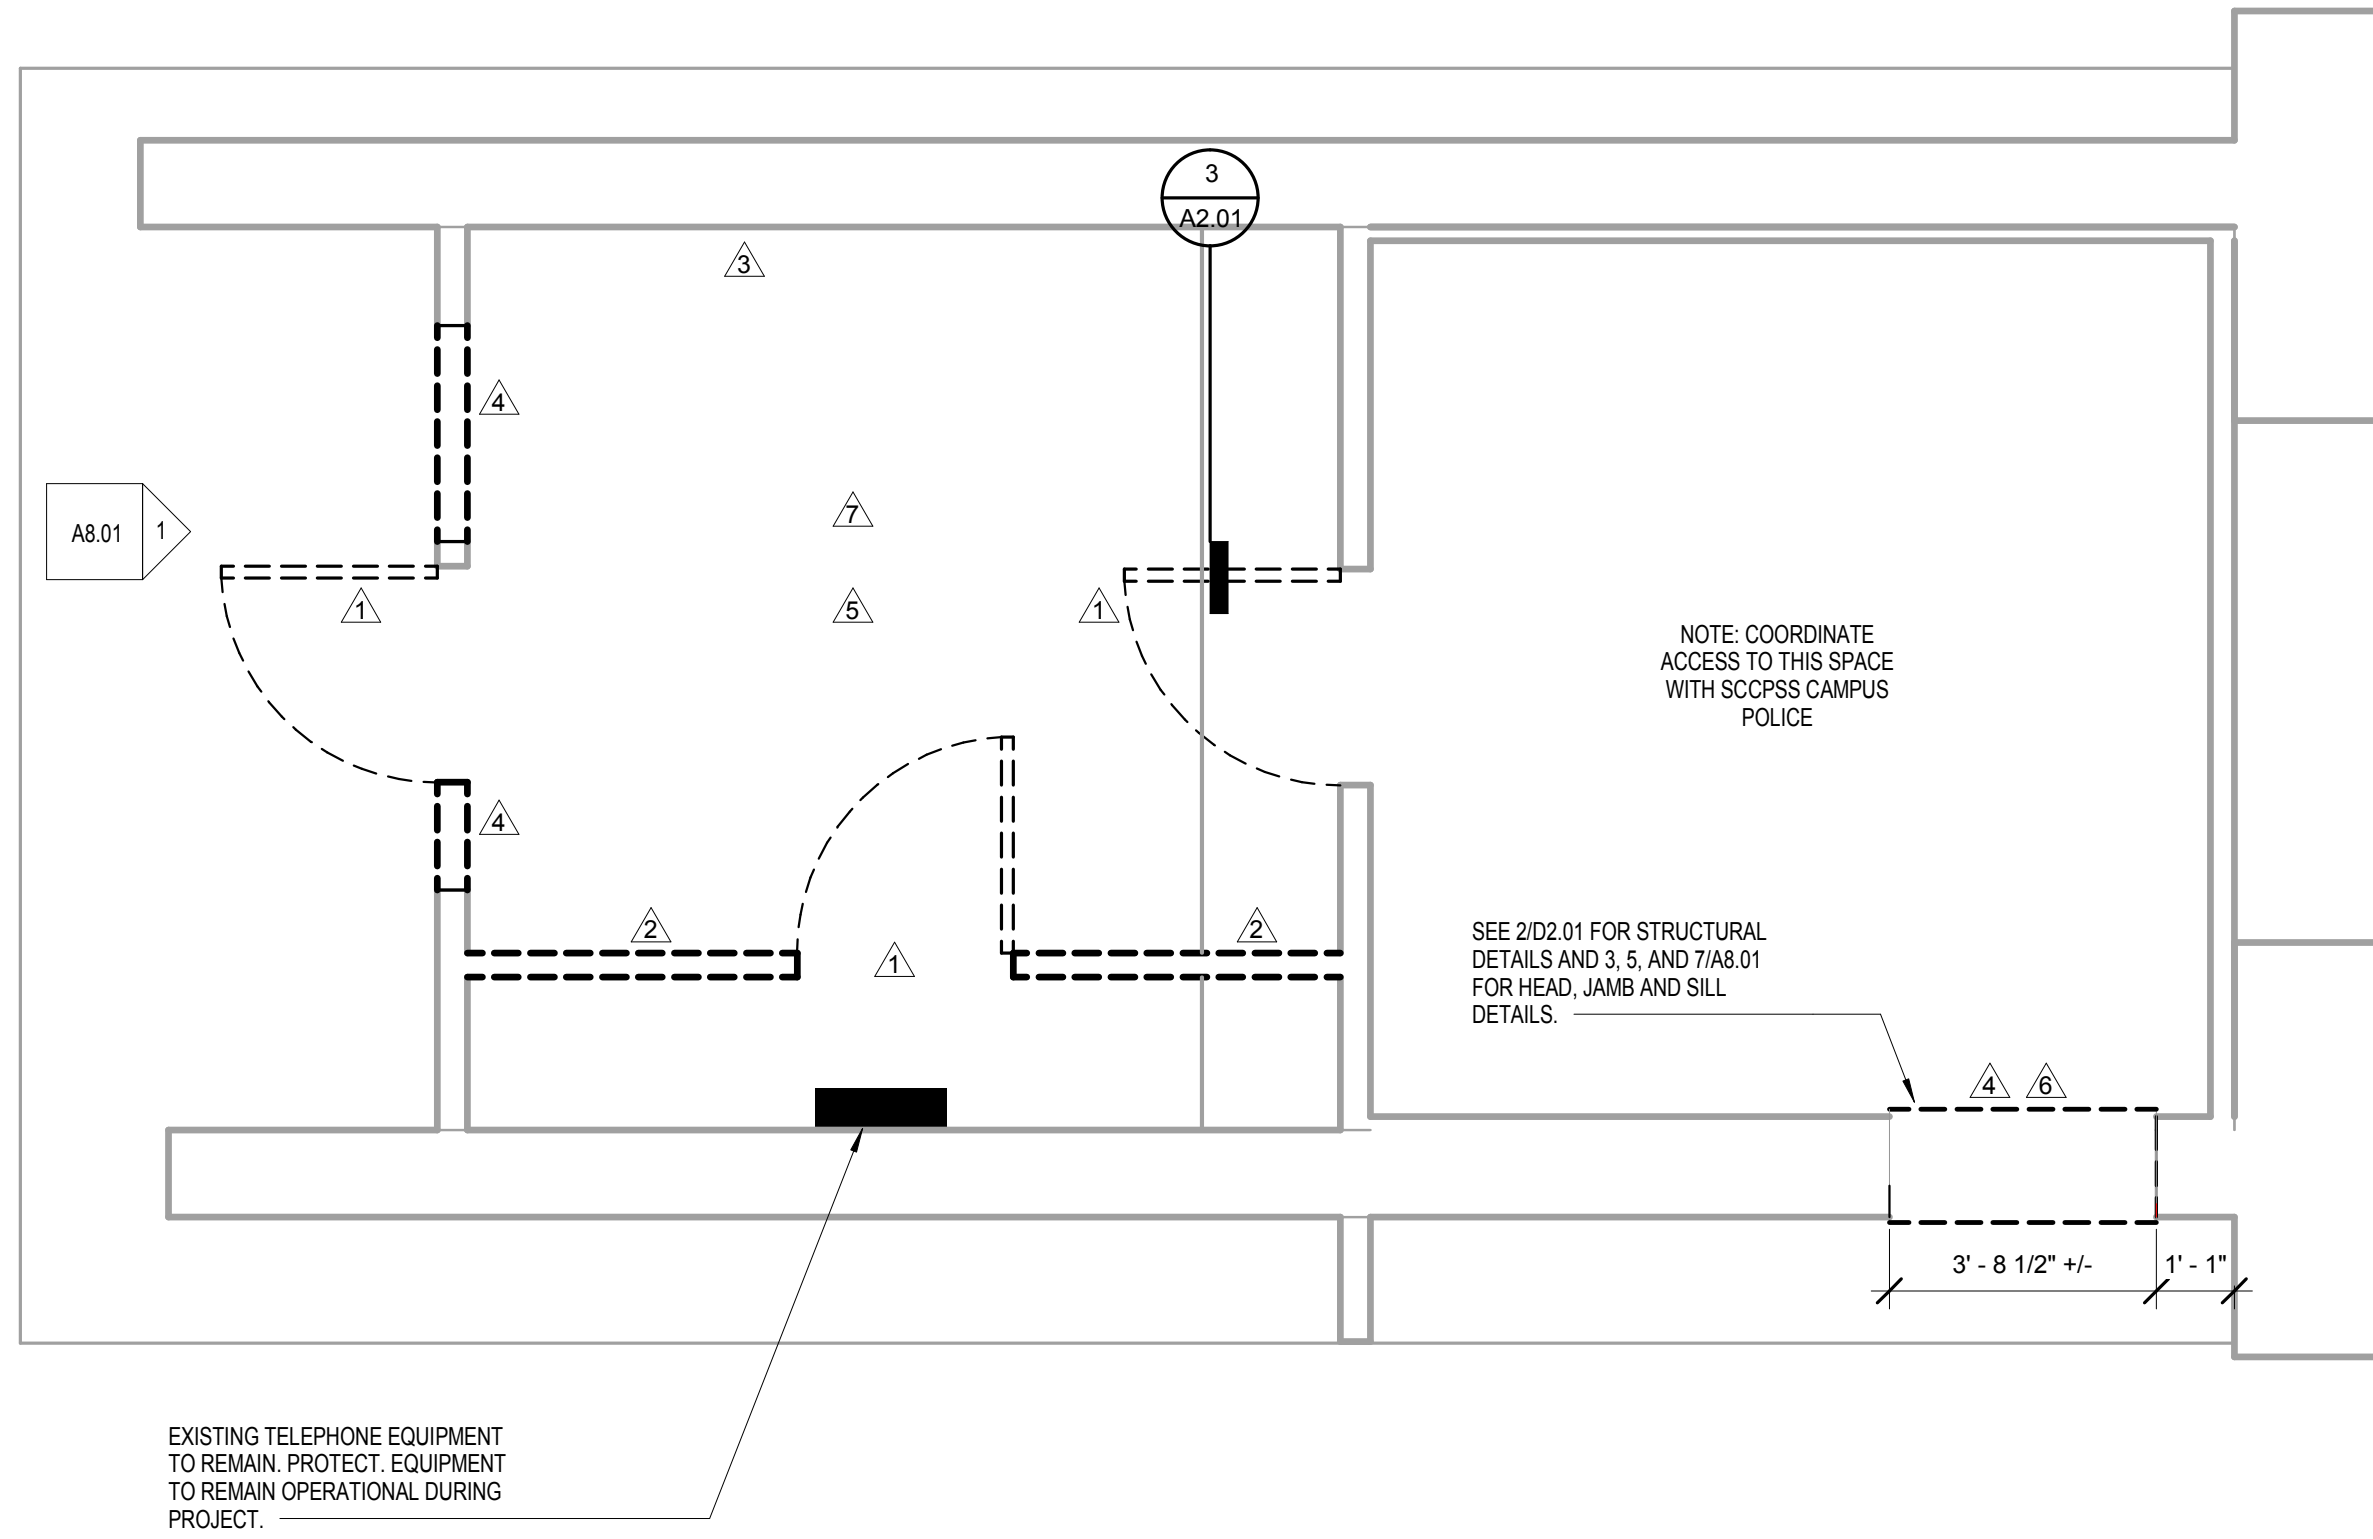 3
A2.01
3
4
A8.01
1
7
1
5
1
NOTE: COORDINATE
ACCESS TO THIS SPACE
WITH SCCPSS CAMPUS
POLICE
4
2
2
1
SEE 2/D2.01 FOR STRUCTURAL
DETAILS AND 3, 5, AND 7/A8.01
FOR HEAD, JAMB AND SILL
DETAILS.
4
6
3' - 8 1/2" +/-
1' - 1"
EXISTING TELEPHONE EQUIPMENT
TO REMAIN. PROTECT. EQUIPMENT
TO REMAIN OPERATIONAL DURING
PROJECT.